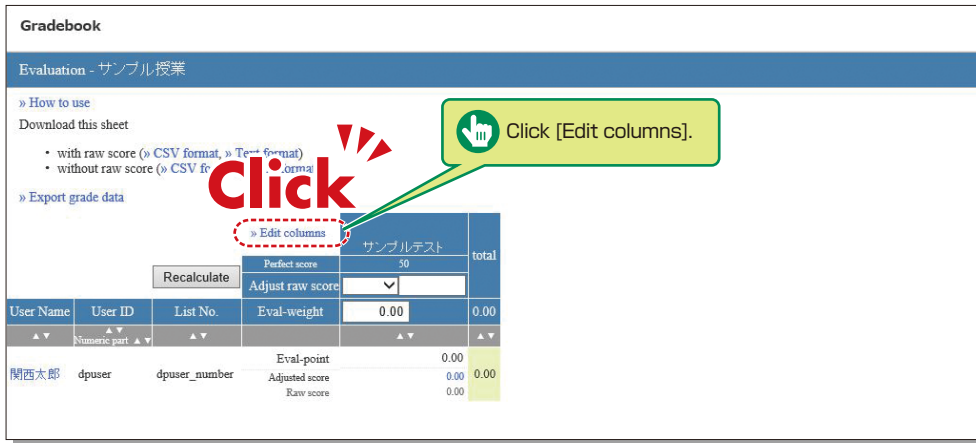 Gradebook
Evaluation - サンプル授業
» How to use
Download this sheet
Click [Edit columns].
• with raw score (» CSV format, » Text format)
• without raw score (» CSV fo format
Click
» Export grade data
» Edit columns
サンプルテスト
total
Perfect score 50
Recalculate
Adjust raw score
User Name User ID List No. Eval-weight 0.00 0.00
▲ ▼ ▲ ▼ ▲ ▼ ▲ ▼ ▲ ▼
Numeric part ▲ ▼
Eval-point 0.00
関西太郎 dpuser dpuser_number Adjusted score 0.00 0.00
Raw score 0.00